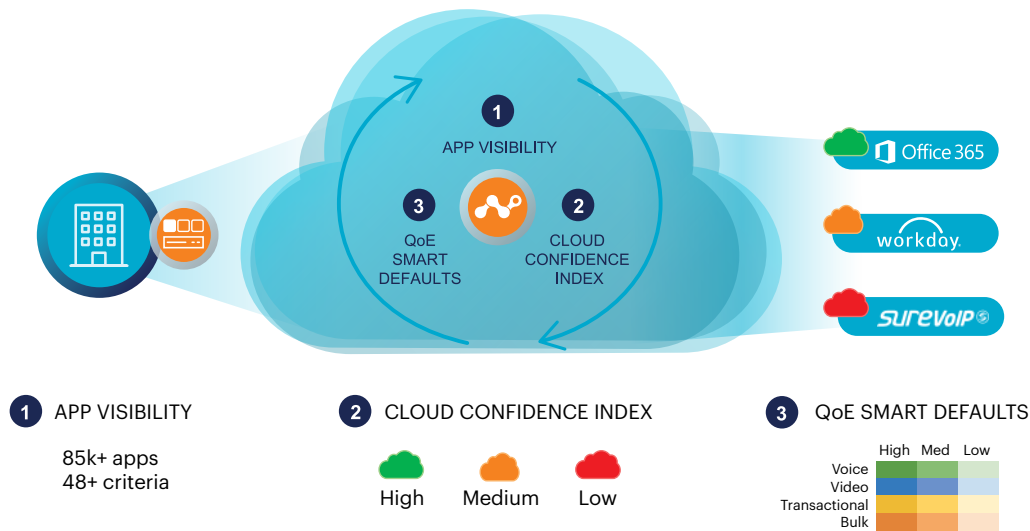 1
APP VISIBILITY
3
QoE
SMART
DEFAULTS
2
CLOUD
CONFIDENCE
INDEX
Office 365
workday.
sureVoIP
1 APP VISIBILITY
85k+ apps
48+ criteria
2 CLOUD CONFIDENCE INDEX
High Medium Low
3 QoE SMART DEFAULTS
High Med Low
Voice
Video
Transactional
Bulk